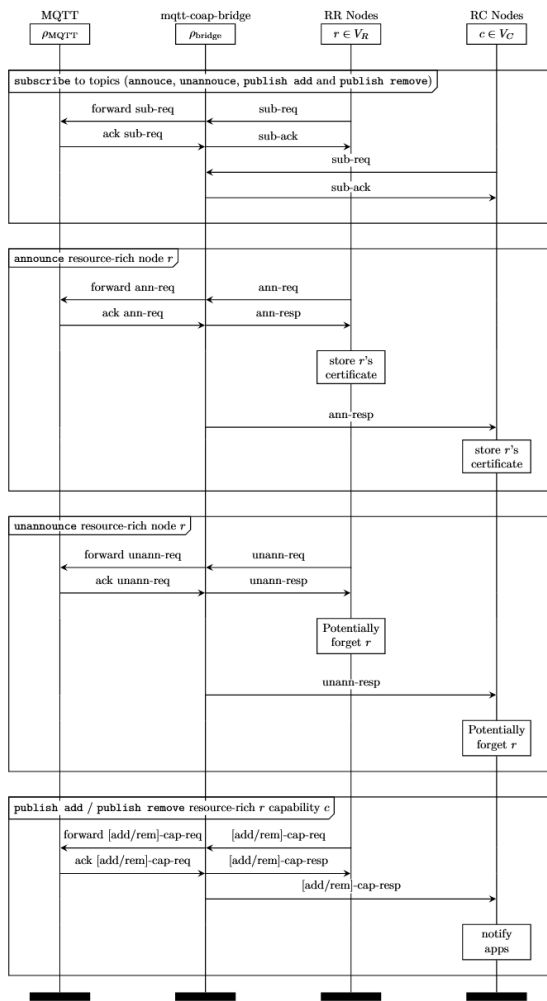 MQTT mqtt-coap-bridge RR Nodes RC Nodes
ρMQTT ρbridge r ∈ VR c ∈ VC
subscribe to topics (annouce, unannouce, publish add and publish remove)
forward sub-req sub-req
ack sub-req sub-ack
sub-req
sub-ack
announce resource-rich node r
forward ann-req ann-req
ack ann-req ann-resp
store r's
certificate
ann-resp
store r's
certificate
unannounce resource-rich node r
forward unann-req unann-req
ack unann-req unann-resp
Potentially
forget r
unann-resp
Potentially
forget r
publish add / publish remove resource-rich r capability c
forward [add/rem]-cap-req [add/rem]-cap-req
ack [add/rem]-cap-req [add/rem]-cap-resp
[add/rem]-cap-resp
notify
apps